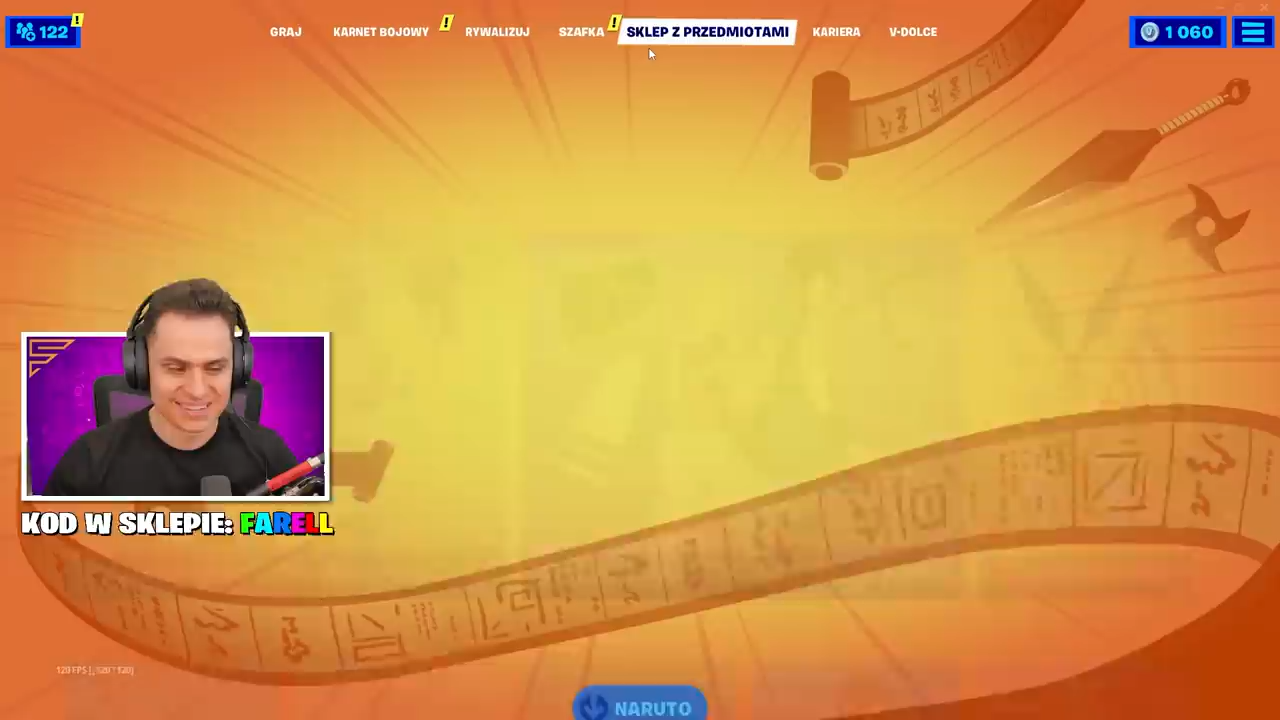 122
!
GRAJ
KARNET BOJOWY
!
RYWALIZUJ
SZAFKA
!
SKLEP Z PRZEDMIOTAMI
KARIERA
V-DOLCE
1 060
KOD W SKLEPIE: FARELL
NARUTO